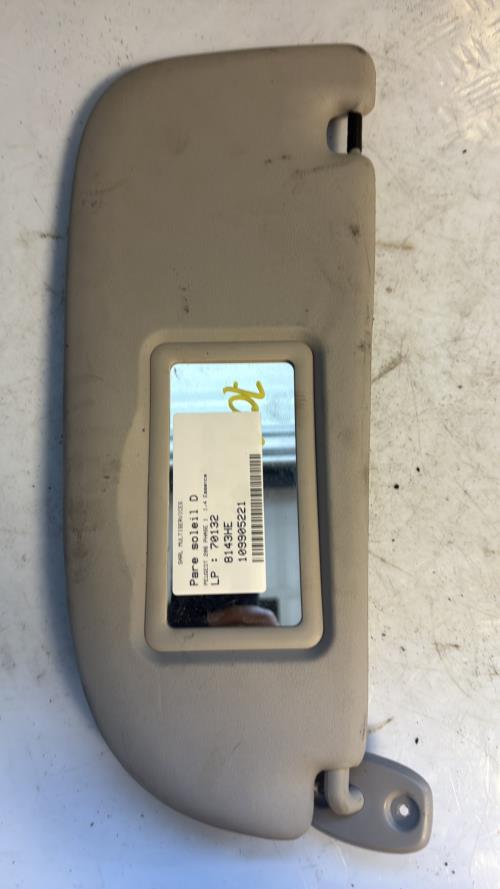 SARL MULTISERVICES
Pare soleil D
PEUGEOT 206 PHASE 1 1.4 Essence
LP : 70132
8143HE
109905221